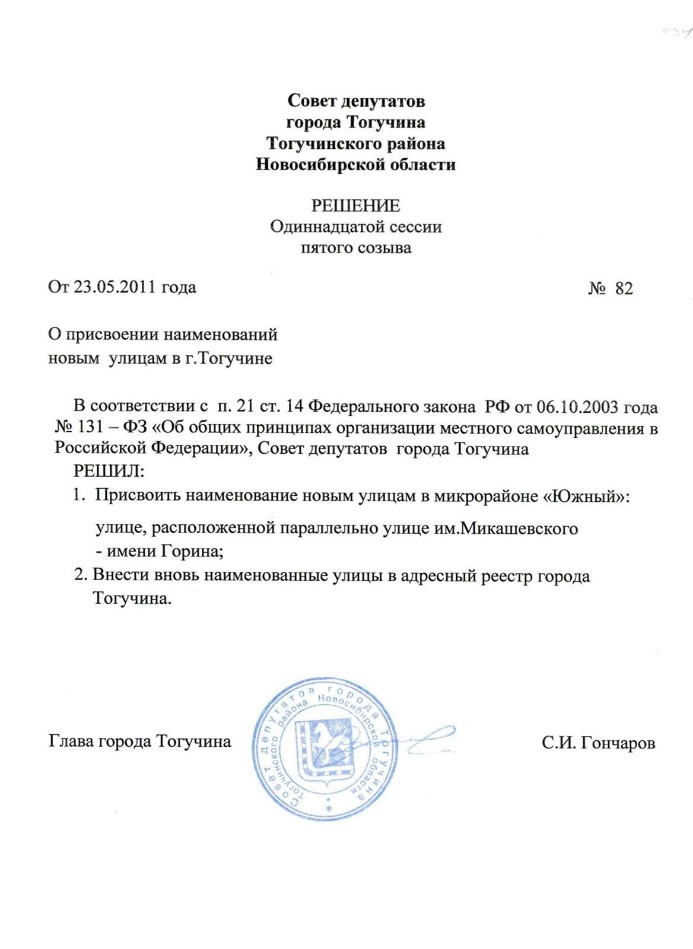 Совет депутатов
города Тогучина
Тогучинского района
Новосибирской области
РЕШЕНИЕ
Одиннадцатой сессии
пятого созыва
От 23.05.2011 года № 82
О присвоении наименований
новым улицам в г.Тогучине
В соответствии с п. 21 ст. 14 Федерального закона РФ от 06.10.2003 года
№ 131 – ФЗ «Об общих принципах организации местного самоуправления в
Российской Федерации», Совет депутатов города Тогучина
РЕШИЛ:
1. Присвоить наименование новым улицам в микрорайоне «Южный»:
улице, расположенной параллельно улице им.Микашевского
- имени Горина;
2. Внести вновь наименованные улицы в адресный реестр города
Тогучина.
Глава города Тогучина С.И. Гончаров
Совет депутатов города Тогучина
Тогучинского района Новосибирской области